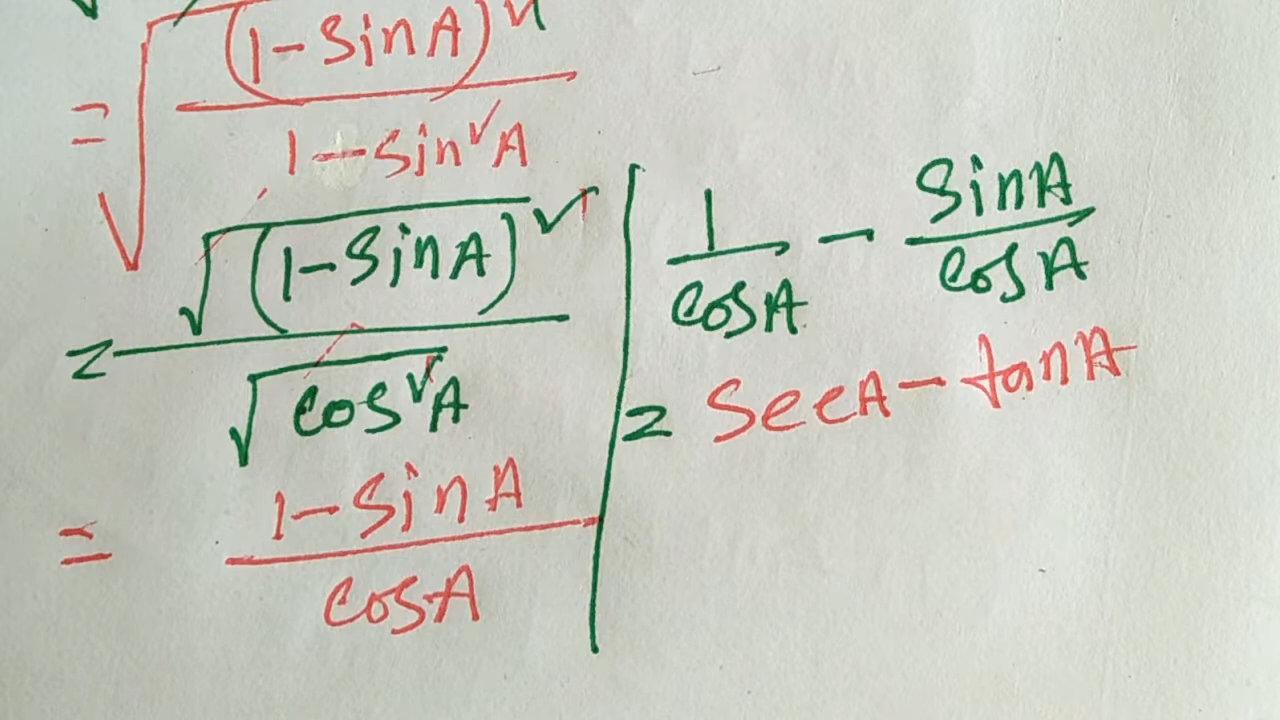 = √((1-SinA)²/(1-Sin²A))
= √(1-SinA)²/√cos²A
= (1-SinA)/cosA
1/cosA - SinA/cosA
= SecA - tanA